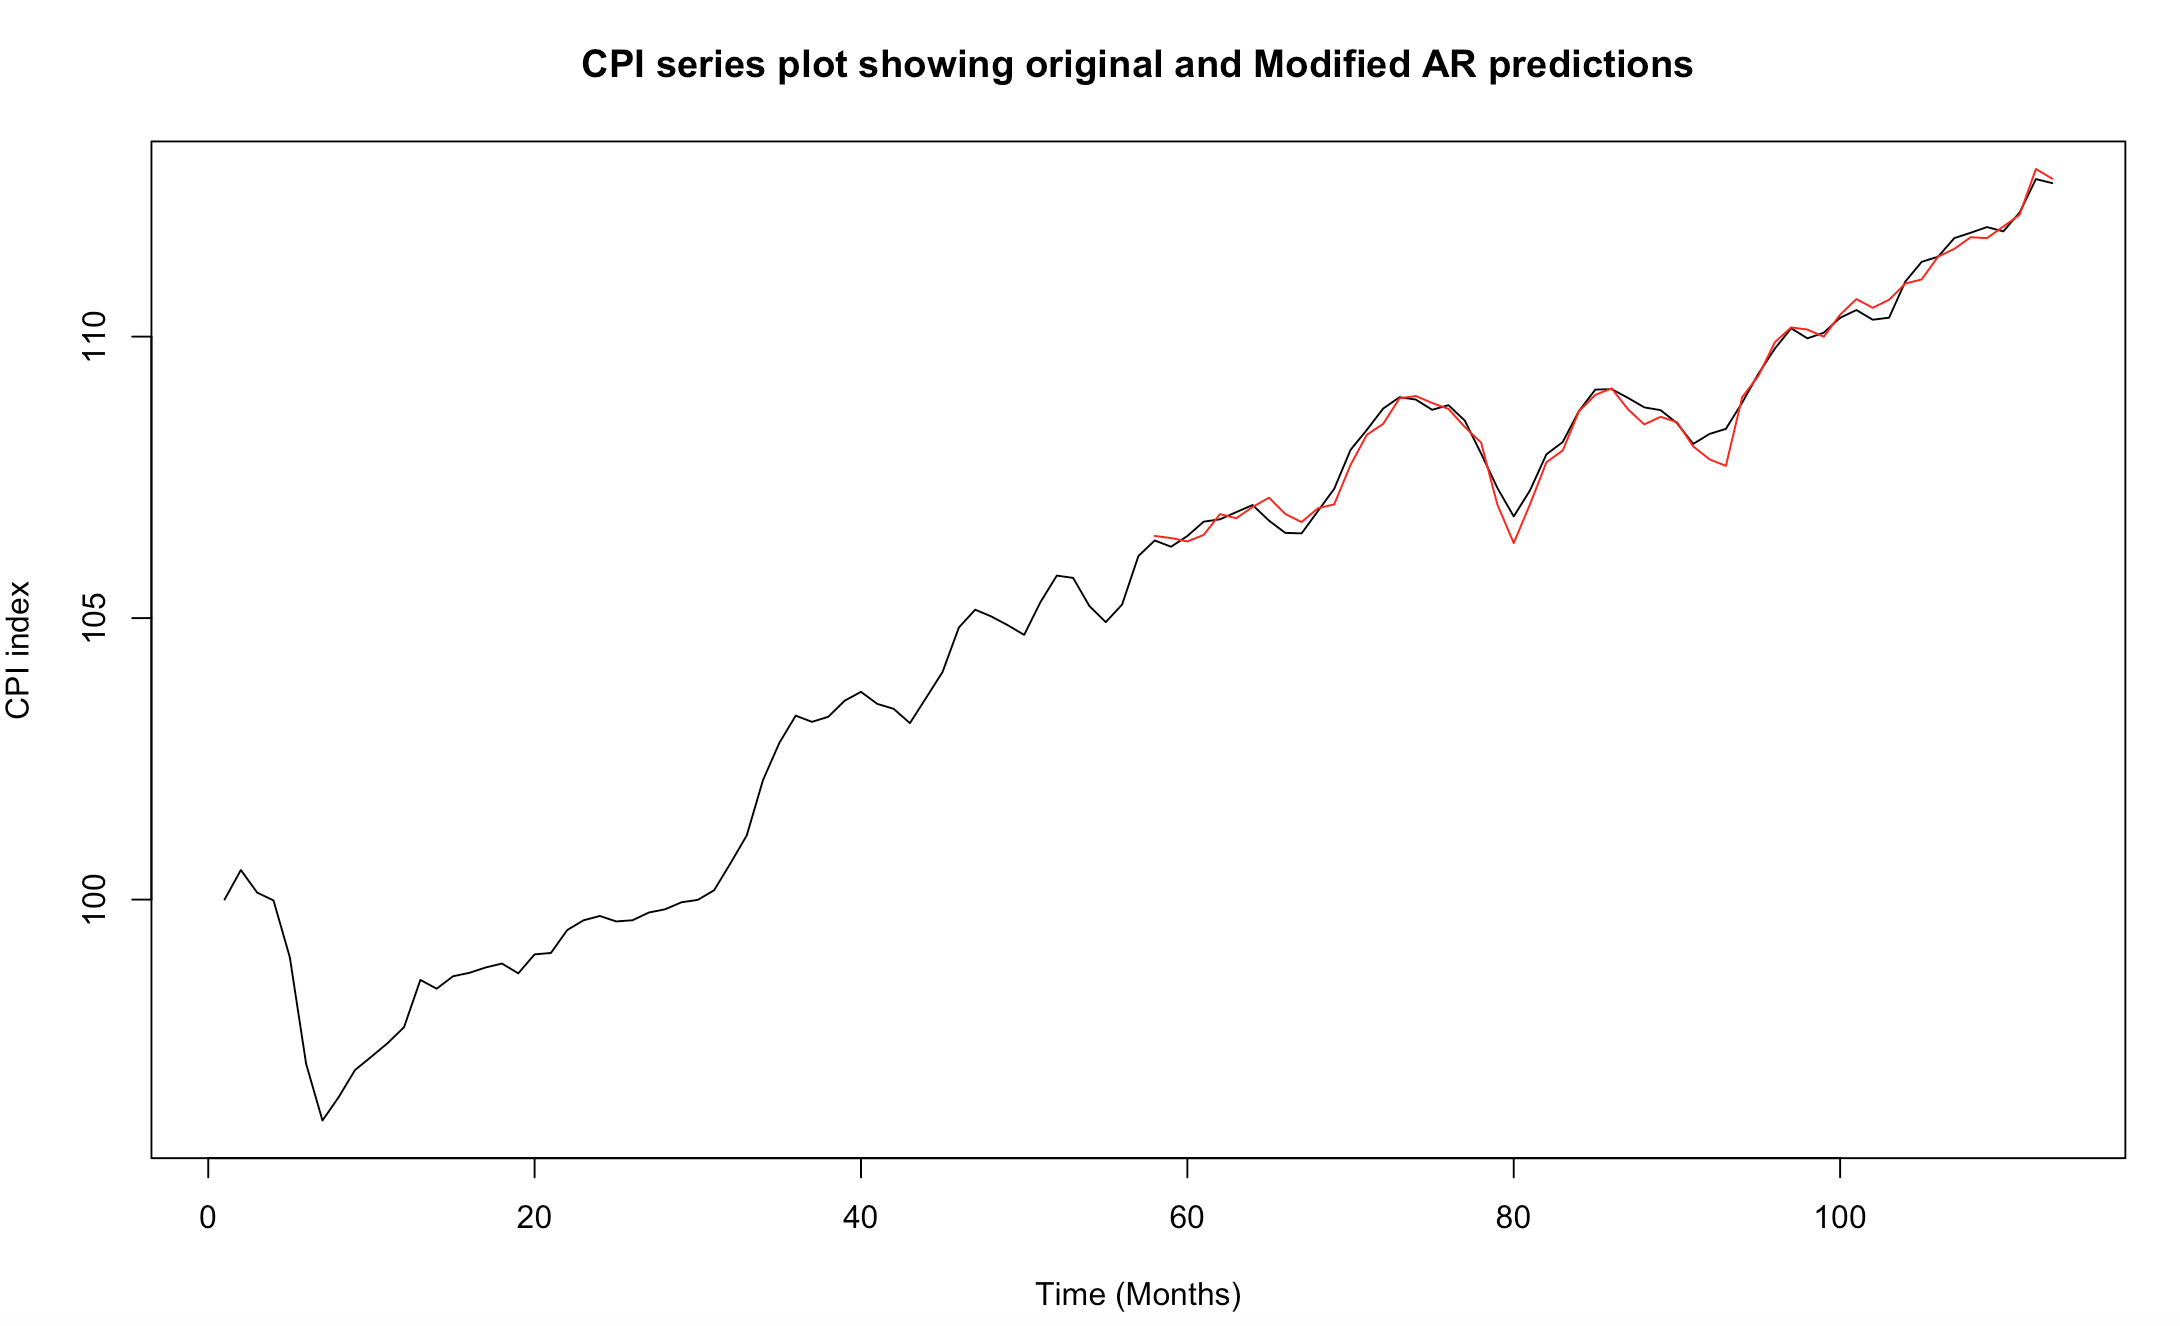 CPI series plot showing original and Modified AR predictions
CPI index
110
105
100
0 20 40 60 80 100
Time (Months)